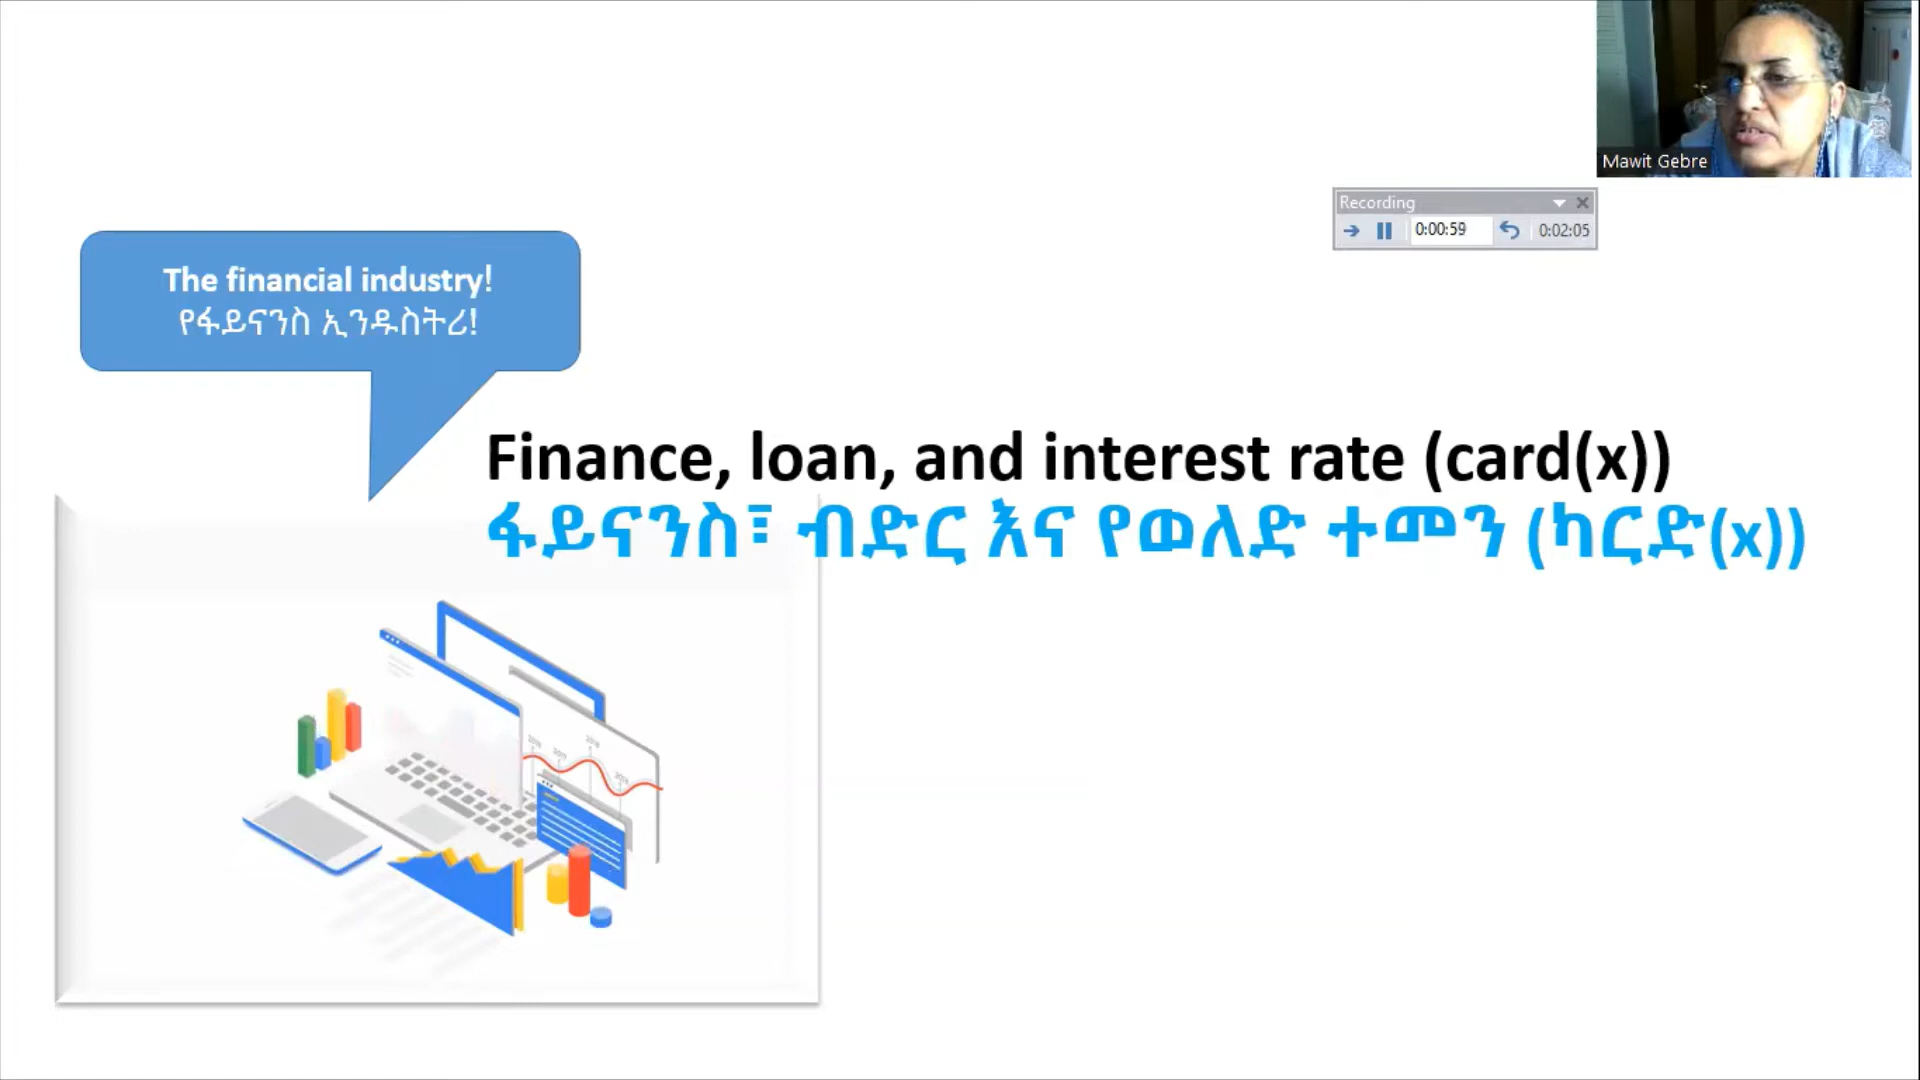 Mawit Gebre
Recording
0:00:59
0:02:05
The financial industry!
የፋይናንስ ኢንዱስትሪ!
Finance, loan, and interest rate (card(x))
ፋይናንስ፣ ብድር እና የወለድ ተመን (ካርድ(x))